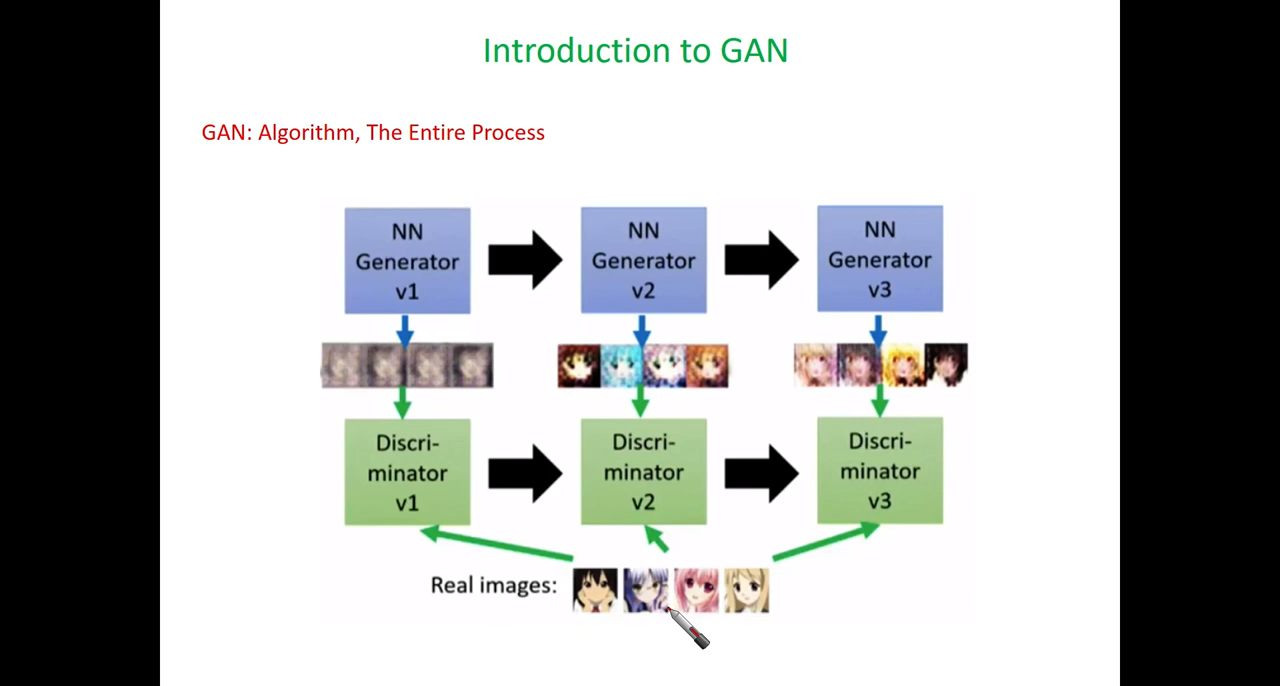 Introduction to GAN
GAN: Algorithm, The Entire Process
NN
Generator
v1
NN
Generator
v2
NN
Generator
v3
Discri-
minator
v1
Discri-
minator
v2
Discri-
minator
v3
Real images: